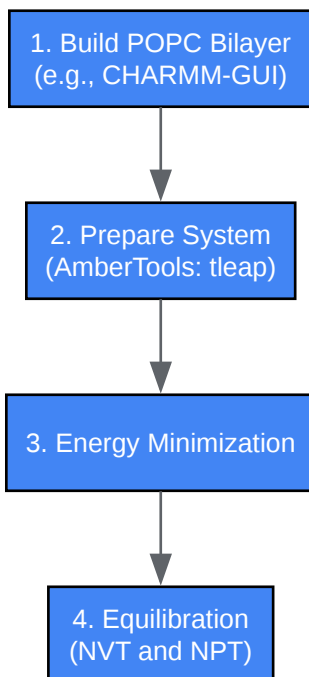 1. Build POPC Bilayer
(e.g., CHARMM-GUI)
2. Prepare System
(AmberTools: tleap)
3. Energy Minimization
4. Equilibration
(NVT and NPT)